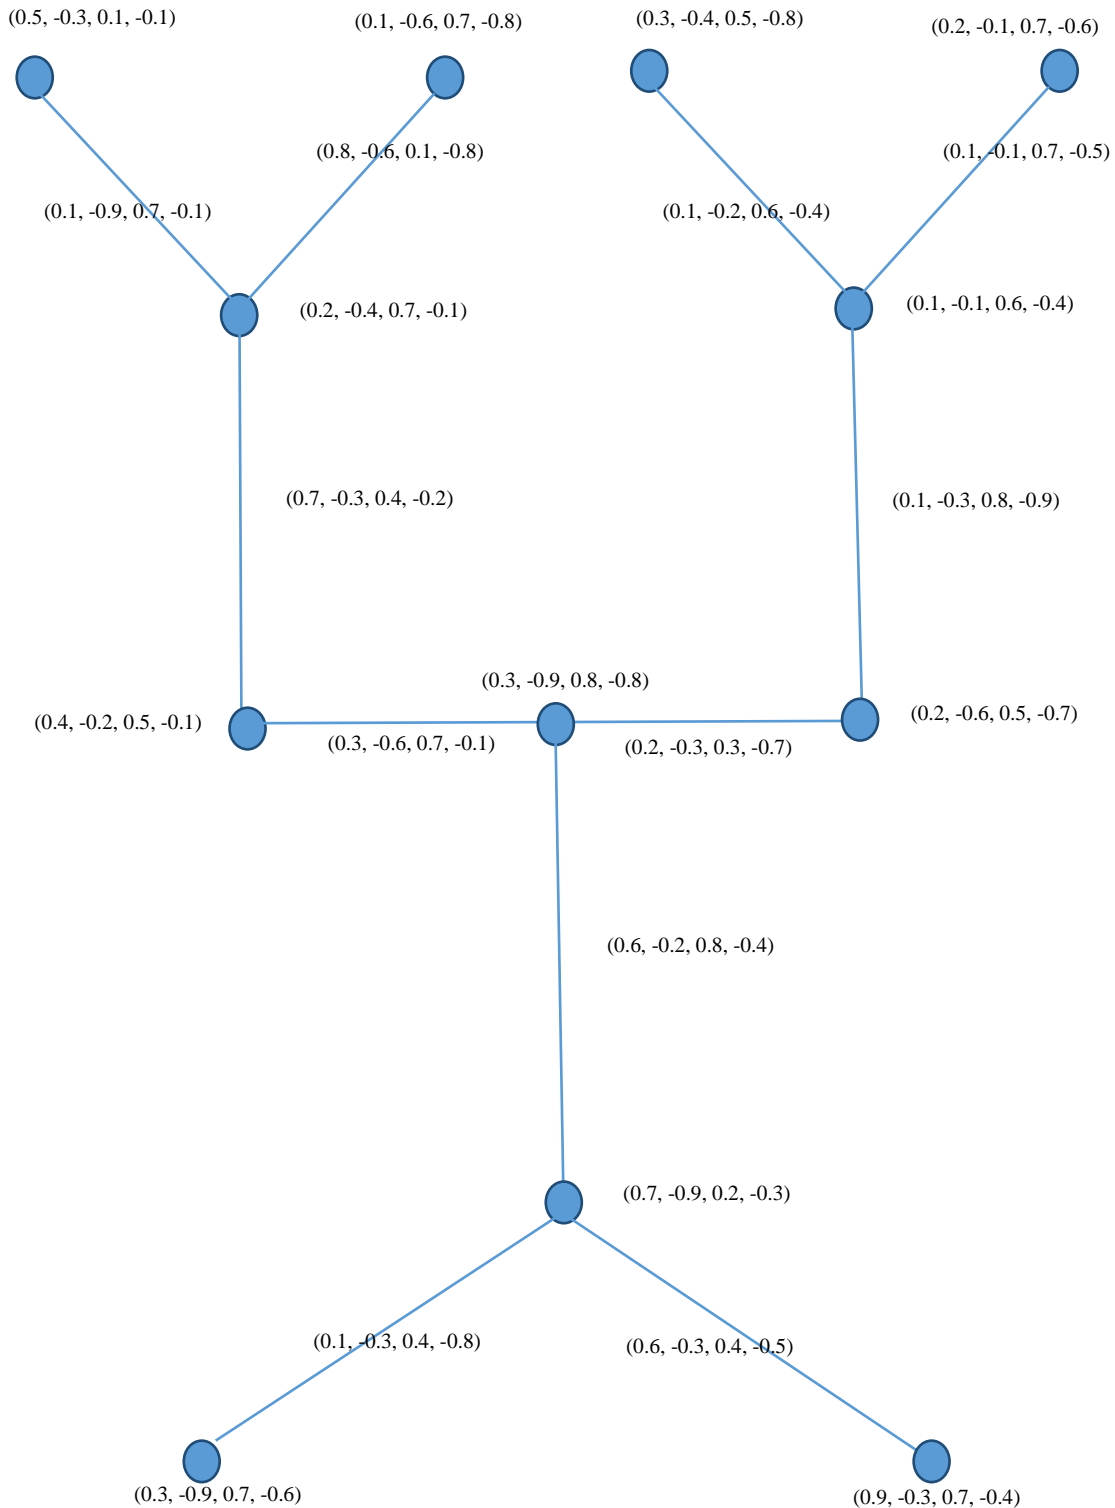 (0.5, -0.3, 0.1, -0.1)
(0.1, -0.6, 0.7, -0.8)
(0.3, -0.4, 0.5, -0.8)
(0.2, -0.1, 0.7, -0.6)
(0.8, -0.6, 0.1, -0.8)
(0.1, -0.1, 0.7, -0.5)
(0.1, -0.9, 0.7, -0.1)
(0.1, -0.2, 0.6, -0.4)
(0.2, -0.4, 0.7, -0.1)
(0.1, -0.1, 0.6, -0.4)
(0.7, -0.3, 0.4, -0.2)
(0.1, -0.3, 0.8, -0.9)
(0.3, -0.9, 0.8, -0.8)
(0.4, -0.2, 0.5, -0.1)
(0.2, -0.6, 0.5, -0.7)
(0.3, -0.6, 0.7, -0.1)
(0.2, -0.3, 0.3, -0.7)
(0.6, -0.2, 0.8, -0.4)
(0.7, -0.9, 0.2, -0.3)
(0.1, -0.3, 0.4, -0.8)
(0.6, -0.3, 0.4, -0.5)
(0.3, -0.9, 0.7, -0.6)
(0.9, -0.3, 0.7, -0.4)